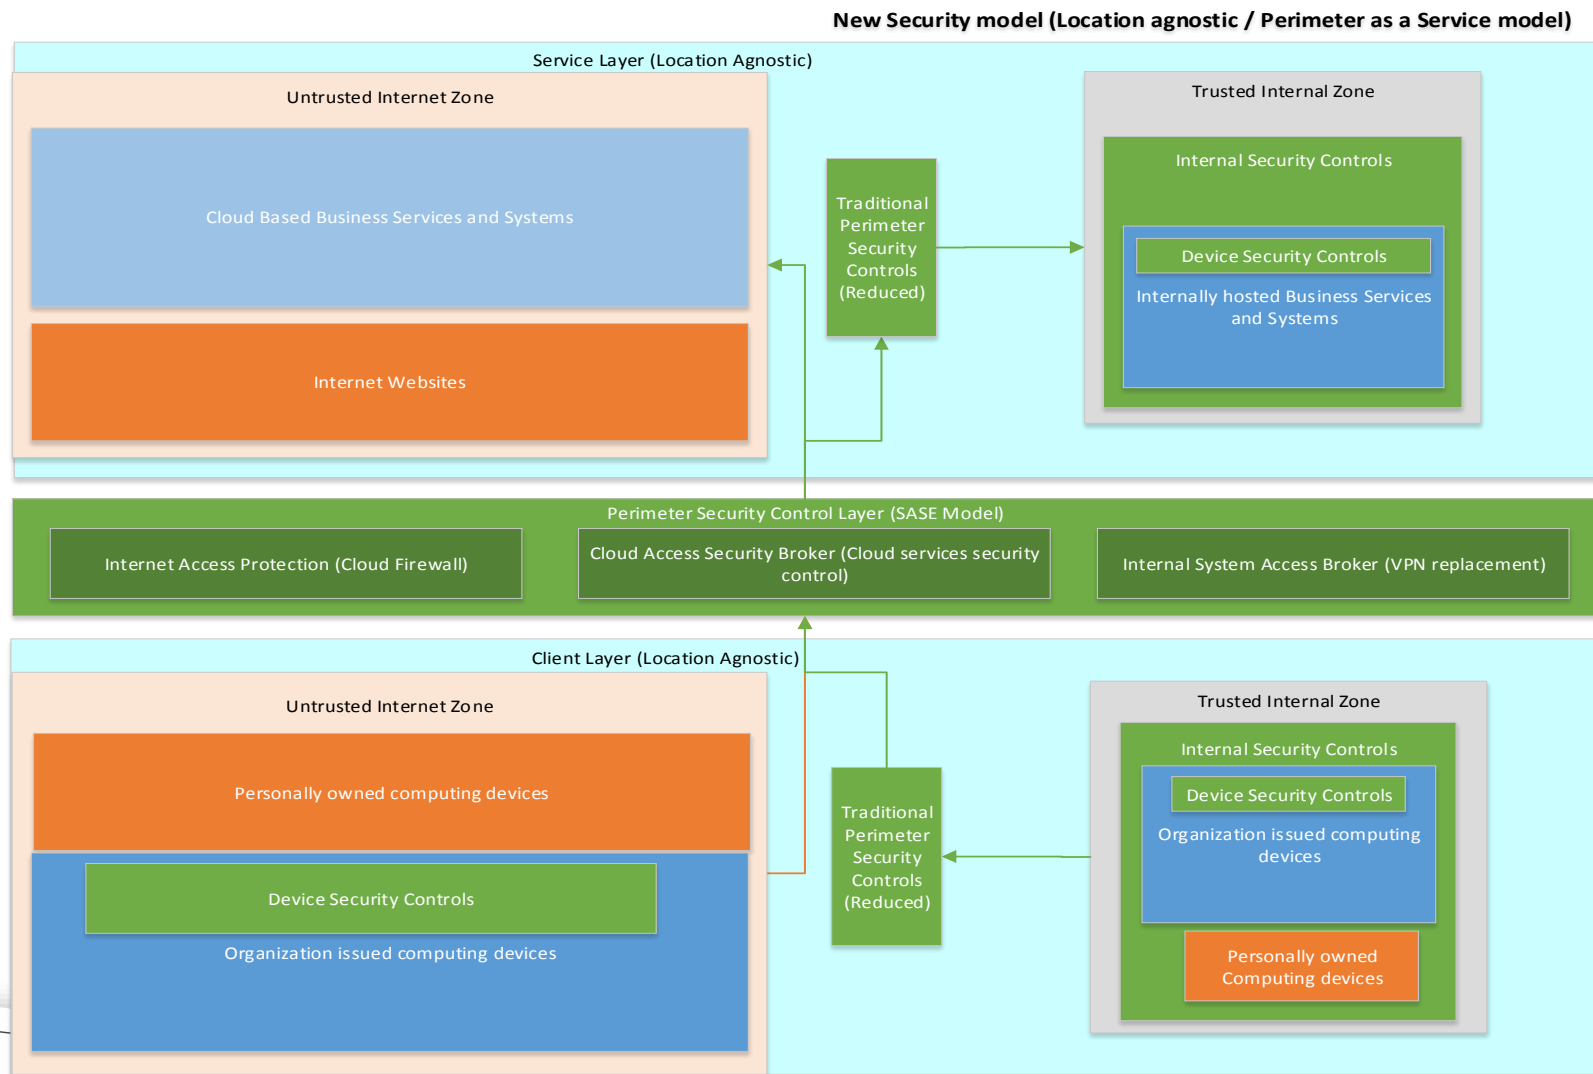 New Security model (Location agnostic / Perimeter as a Service model)
Service Layer (Location Agnostic)
Untrusted Internet Zone
Cloud Based Business Services and Systems
Internet Websites
Traditional
Perimeter
Security
Controls
(Reduced)
Trusted Internal Zone
Internal Security Controls
Device Security Controls
Internally hosted Business Services
and Systems
Perimeter Security Control Layer (SASE Model)
Internet Access Protection (Cloud Firewall)
Cloud Access Security Broker (Cloud services security
control)
Internal System Access Broker (VPN replacement)
Client Layer (Location Agnostic)
Untrusted Internet Zone
Personally owned computing devices
Device Security Controls
Organization issued computing devices
Traditional
Perimeter
Security
Controls
(Reduced)
Trusted Internal Zone
Internal Security Controls
Device Security Controls
Organization issued computing
devices
Personally owned
Computing devices